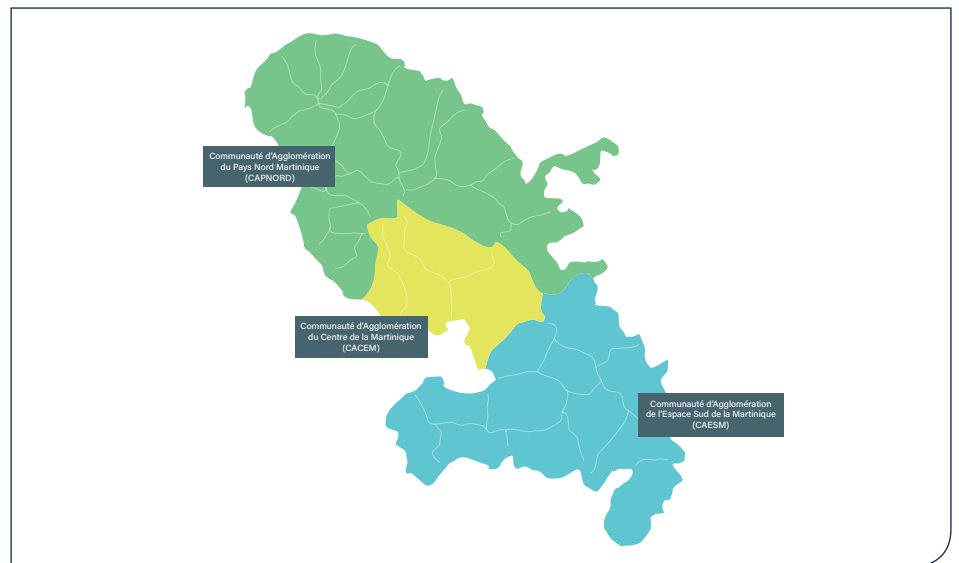 Communauté d'Agglomération
du Pays Nord Martinique
(CAPNORD)
Communauté d'Agglomération
du Centre de la Martinique
(CACEM)
Communauté d'Agglomération
de l'Espace Sud de la Martinique
(CAESM)